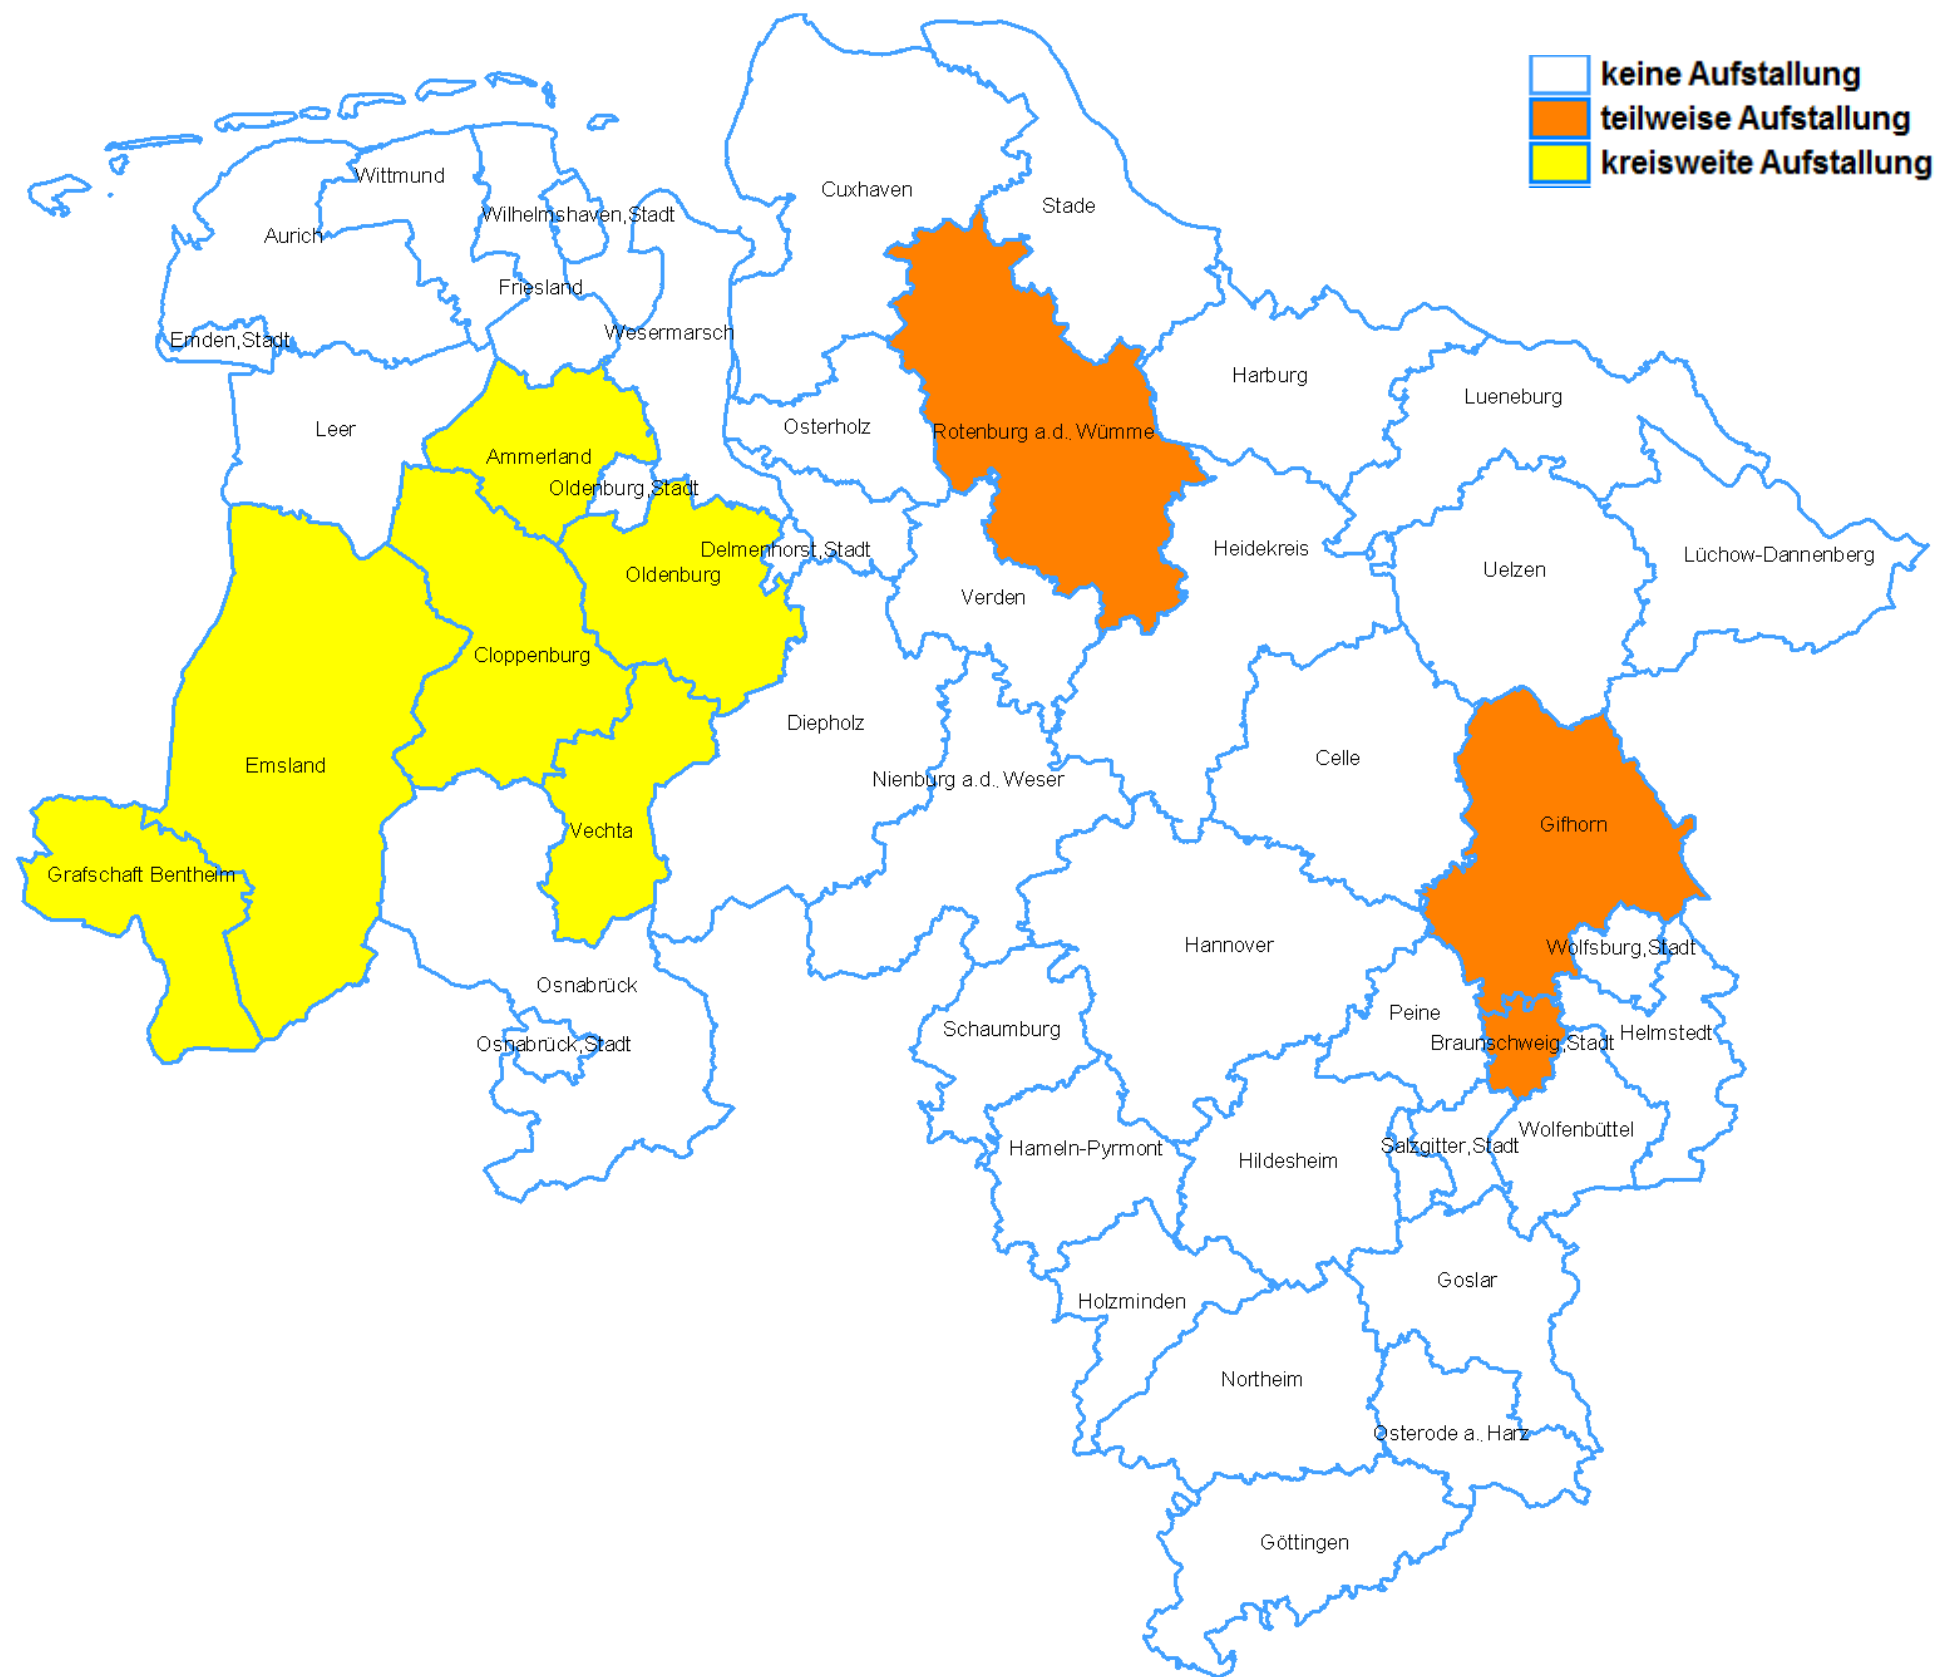 keine Aufstallung
teilweise Aufstallung
kreisweite Aufstallung
Wittmund
Cuxhaven
Stade
Wilhelmshaven,Stadt
Aurich
Friesland
Emden,Stadt
Wesermarsch
Harburg
Lueneburg
Leer
Osterholz
Rotenburg a.d., Wümme
Ammerland
Oldenburg,Stadt
Delmenhorst,Stadt
Heidekreis
Lüchow-Dannenberg
Oldenburg
Uelzen
Verden
Cloppenburg
Diepholz
Emsland
Nienburg a.d., Weser
Celle
Vechta
Gifhorn
Grafschaft Bentheim
Hannover
Wolfsburg,Stadt
Osnabrück
Peine
Schaumburg
Helmstedt
Osnabrück,Stadt
Braunschweig,Stadt
Hameln-Pyrmont
Hildesheim
Salzgitter,Stadt
Wolfenbüttel
Goslar
Holzminden
Northeim
Osterode a., Harz
Göttingen